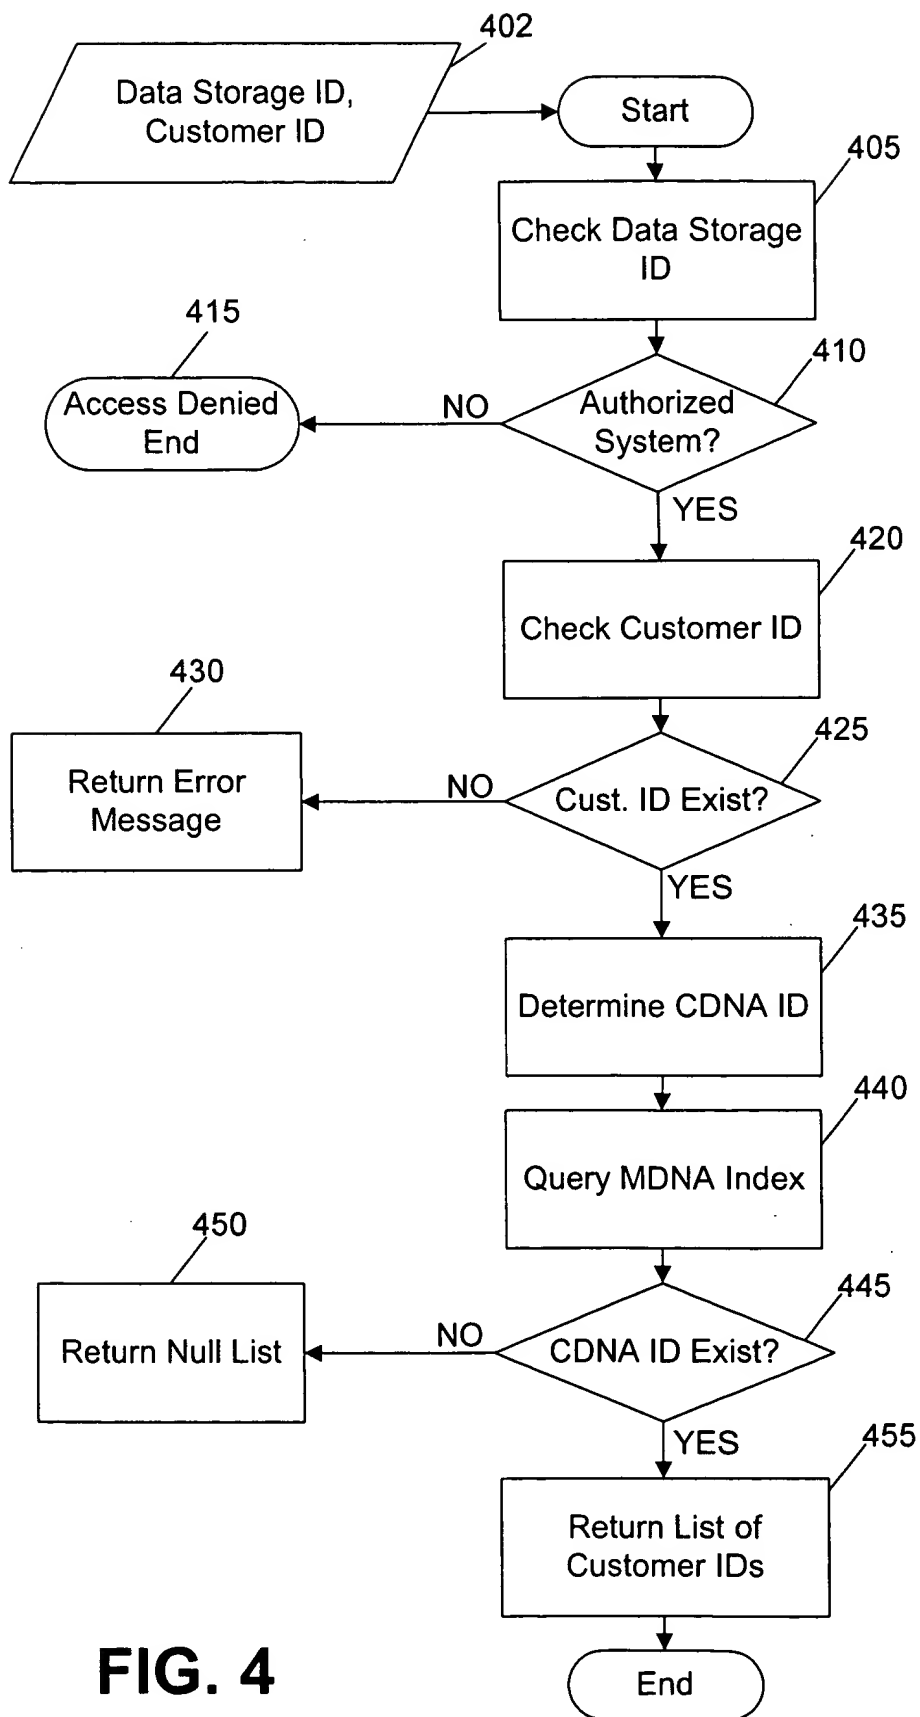 402
Data Storage ID,
Customer ID
Start
405
Check Data Storage
ID
415
410
Access Denied
End
NO
Authorized
System?
YES
420
Check Customer ID
430
425
Return Error
Message
NO
Cust. ID Exist?
YES
435
Determine CDNA ID
440
Query MDNA Index
450
445
Return Null List
NO
CDNA ID Exist?
YES
455
Return List of
Customer IDs
FIG. 4
End